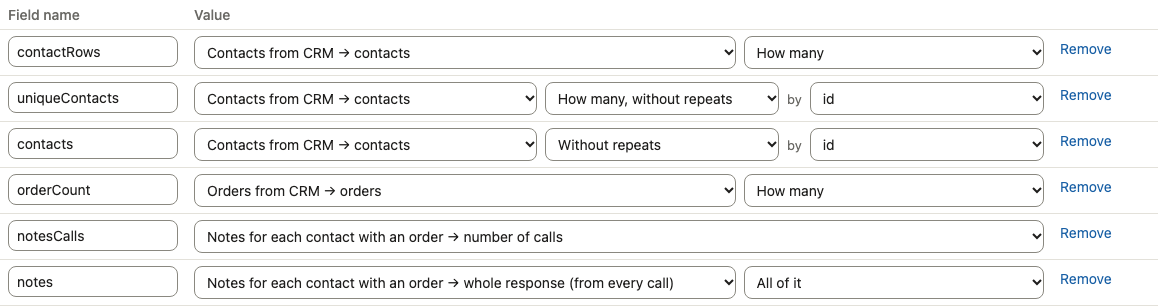 Field name Value
contactRows Contacts from CRM → contacts How many Remove
uniqueContacts Contacts from CRM → contacts How many, without repeats by id Remove
contacts Contacts from CRM → contacts Without repeats by id Remove
orderCount Orders from CRM → orders How many Remove
notesCalls Notes for each contact with an order → number of calls Remove
notes Notes for each contact with an order → whole response (from every call) All of it Remove